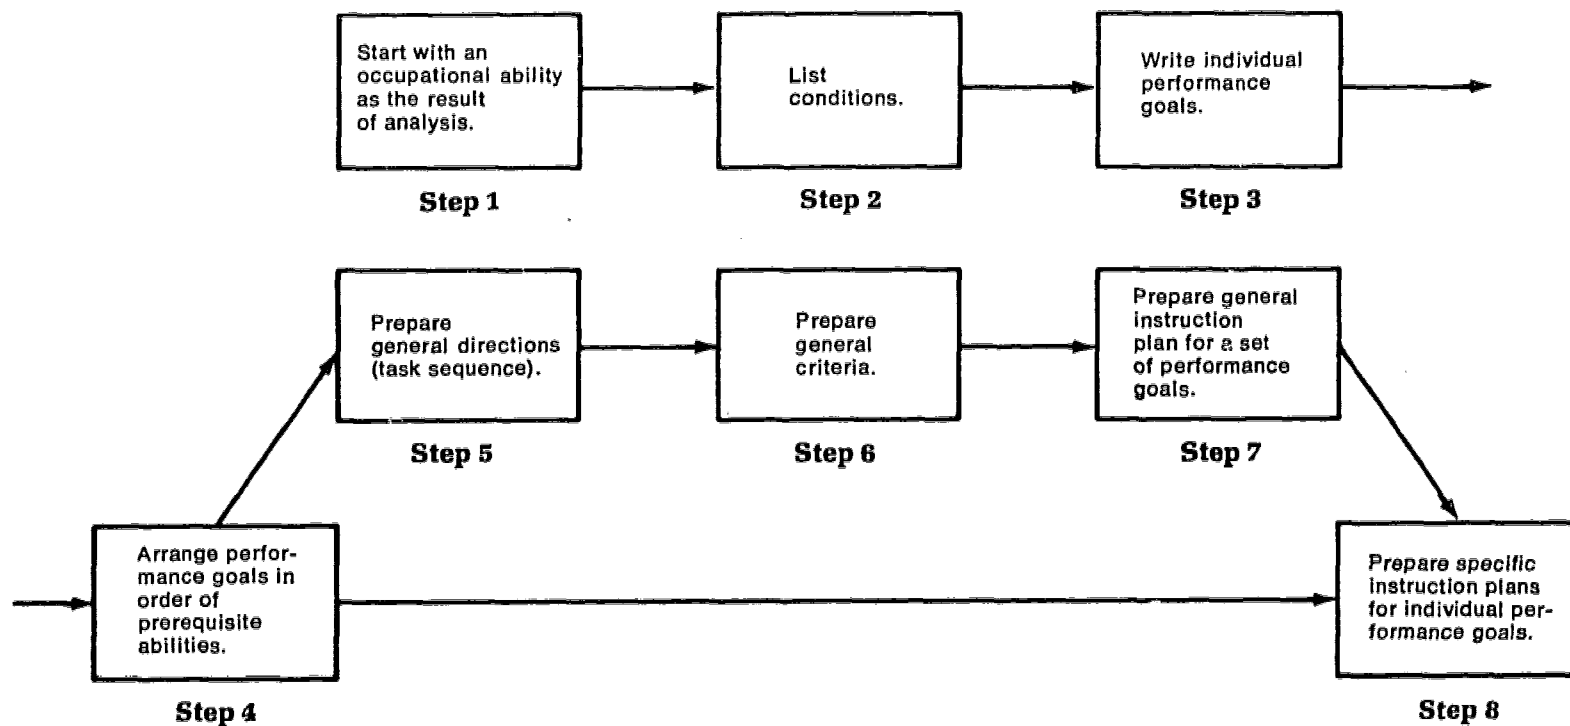 Start with an
occupational ability
as the result
of analysis.
Step 1
List
conditions.
Step 2
Write individual
performance
goals.
Step 3
Prepare
general directions
(task sequence).
Step 5
Prepare
general
criteria.
Step 6
Prepare general
instruction
plan for a set
of performance
goals.
Step 7
Arrange perfor-
mance goals in
order of
prerequisite
abilities.
Step 4
Prepare specific
instruction plans
for individual per-
formance goals.
Step 8